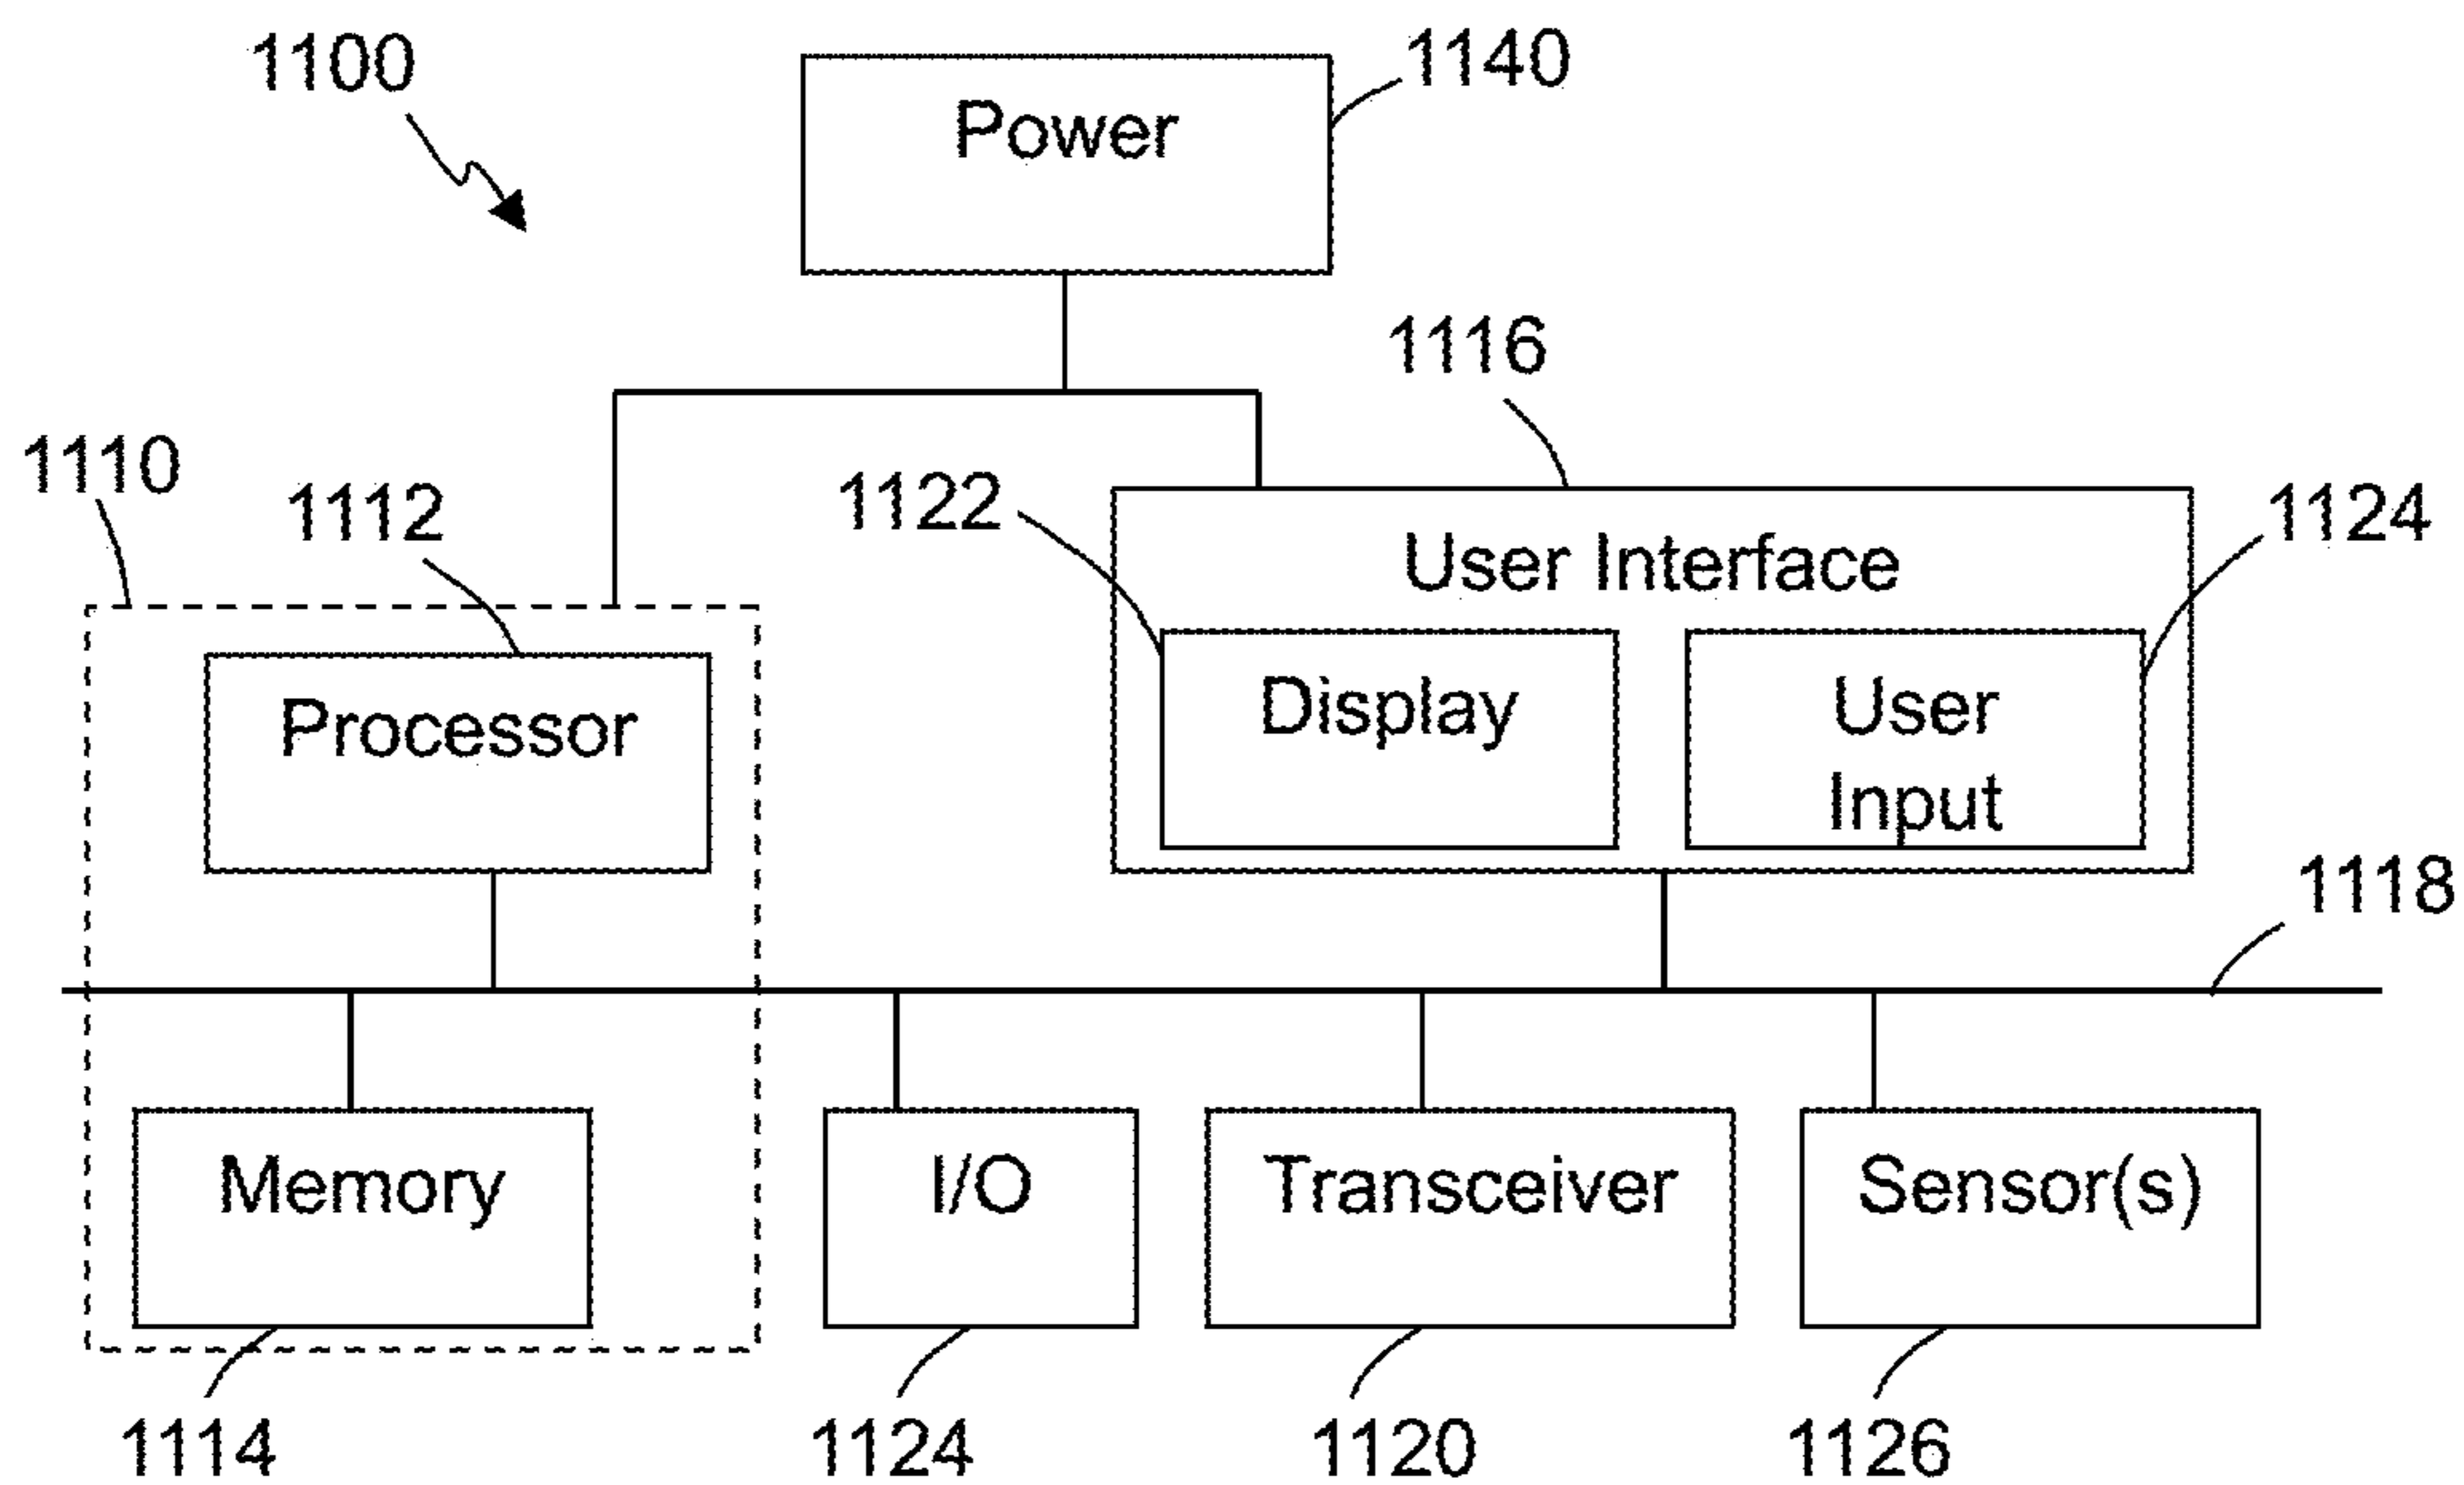 1100
1140
Power
1116
1110
1112
1122
1124
User Interface
Processor
Display
User
Input
1118
Memory
I/O
Transceiver
Sensor(s)
1114
1124
1120
1126